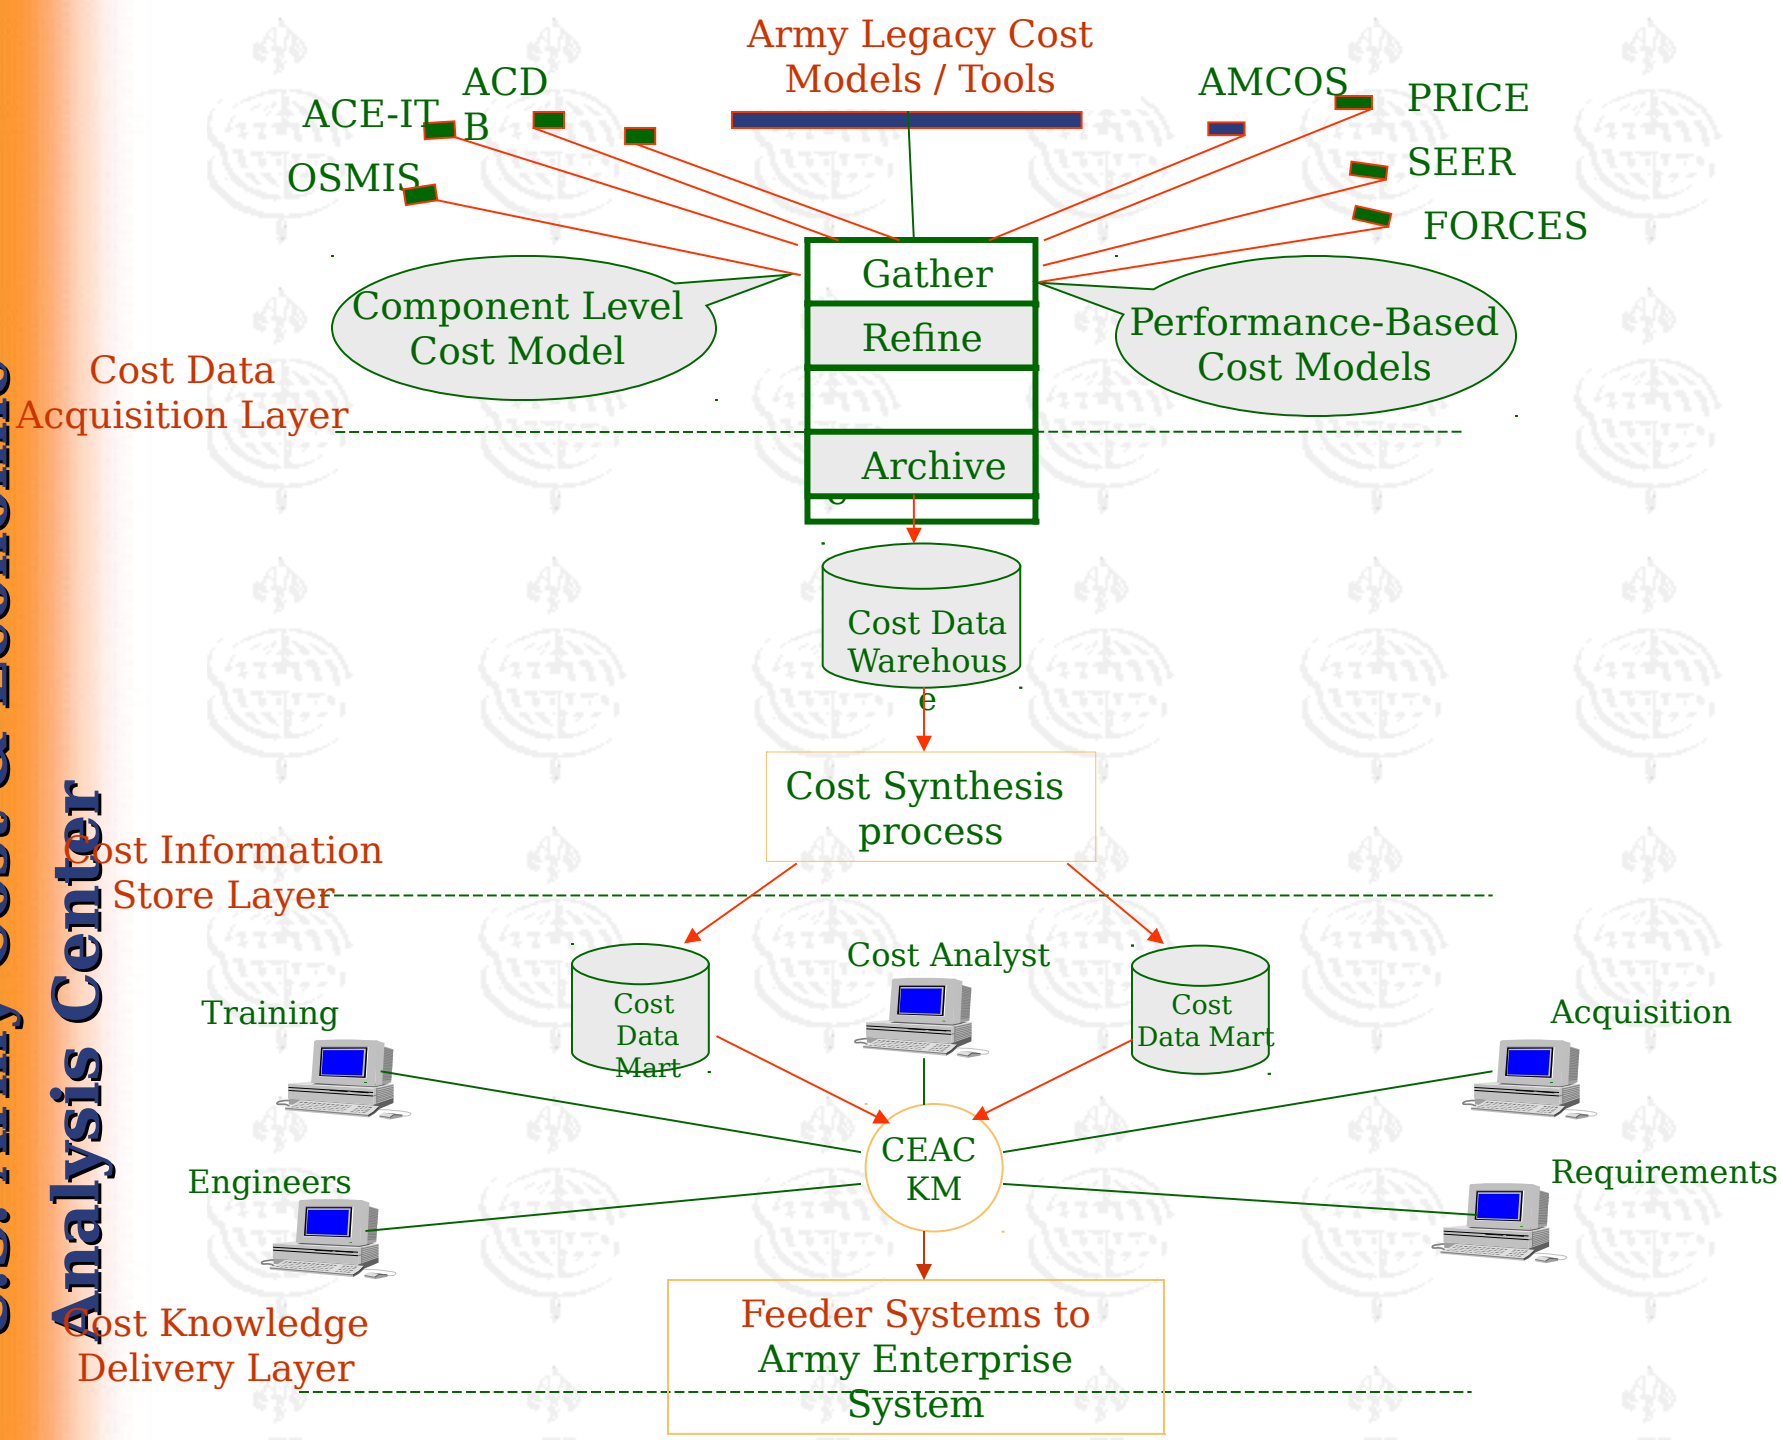 Army Legacy Cost
Models / Tools
ACD
B
ACE-IT
OSMIS
AMCOS
PRICE
SEER
FORCES
Gather
Refine
Archive
Component Level
Cost Model
Performance-Based
Cost Models
Cost Data
Acquisition Layer
Cost Data
Warehous
e
Cost Synthesis
process
Cost Information
Store Layer
Cost
Data
Mart
Cost Analyst
Cost
Data Mart
Training
Acquisition
Engineers
Requirements
CEAC
KM
Cost Knowledge
Delivery Layer
Feeder Systems to
Army Enterprise
System
U.S. Army Cost & Economic
Analysis Center